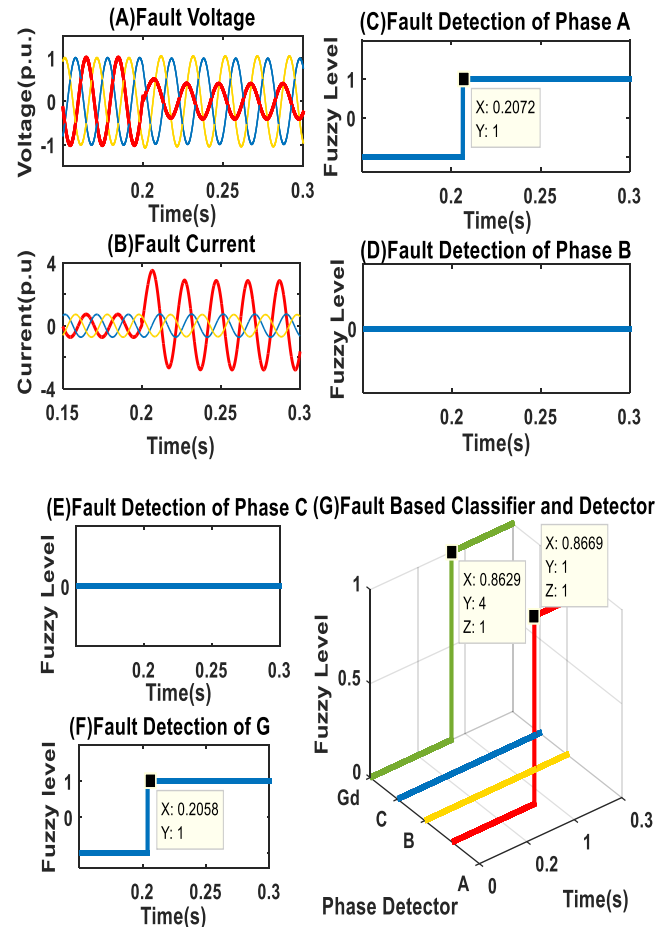 (A)Fault Voltage
Voltage(p.u.)
1
0
-1
0.2
0.25
0.3
Time(s)
(B)Fault Current
Current(p.u)
4
0
-4
0.15
0.2
0.25
0.3
Time(s)
(C)Fault Detection of Phase A
Fuzzy Level
1
0
X: 0.2072
Y: 1
0.2
0.25
0.3
Time(s)
(D)Fault Detection of Phase B
Fuzzy Level
0
0.2
0.25
0.3
Time(s)
(E)Fault Detection of Phase C
Fuzzy Level
0
0.2
0.25
0.3
Time(s)
(F)Fault Detection of G
Fuzzy level
1
0
X: 0.2058
Y: 1
0.2
0.25
0.3
Time(s)
(G)Fault Based Classifier and Detector
Fuzzy Level
1
0.5
0
X: 0.8629
Y: 4
Z: 1
X: 0.8669
Y: 1
Z: 1
Gd
C
B
A
0
0.2
1
0.3
Phase Detector
Time(s)